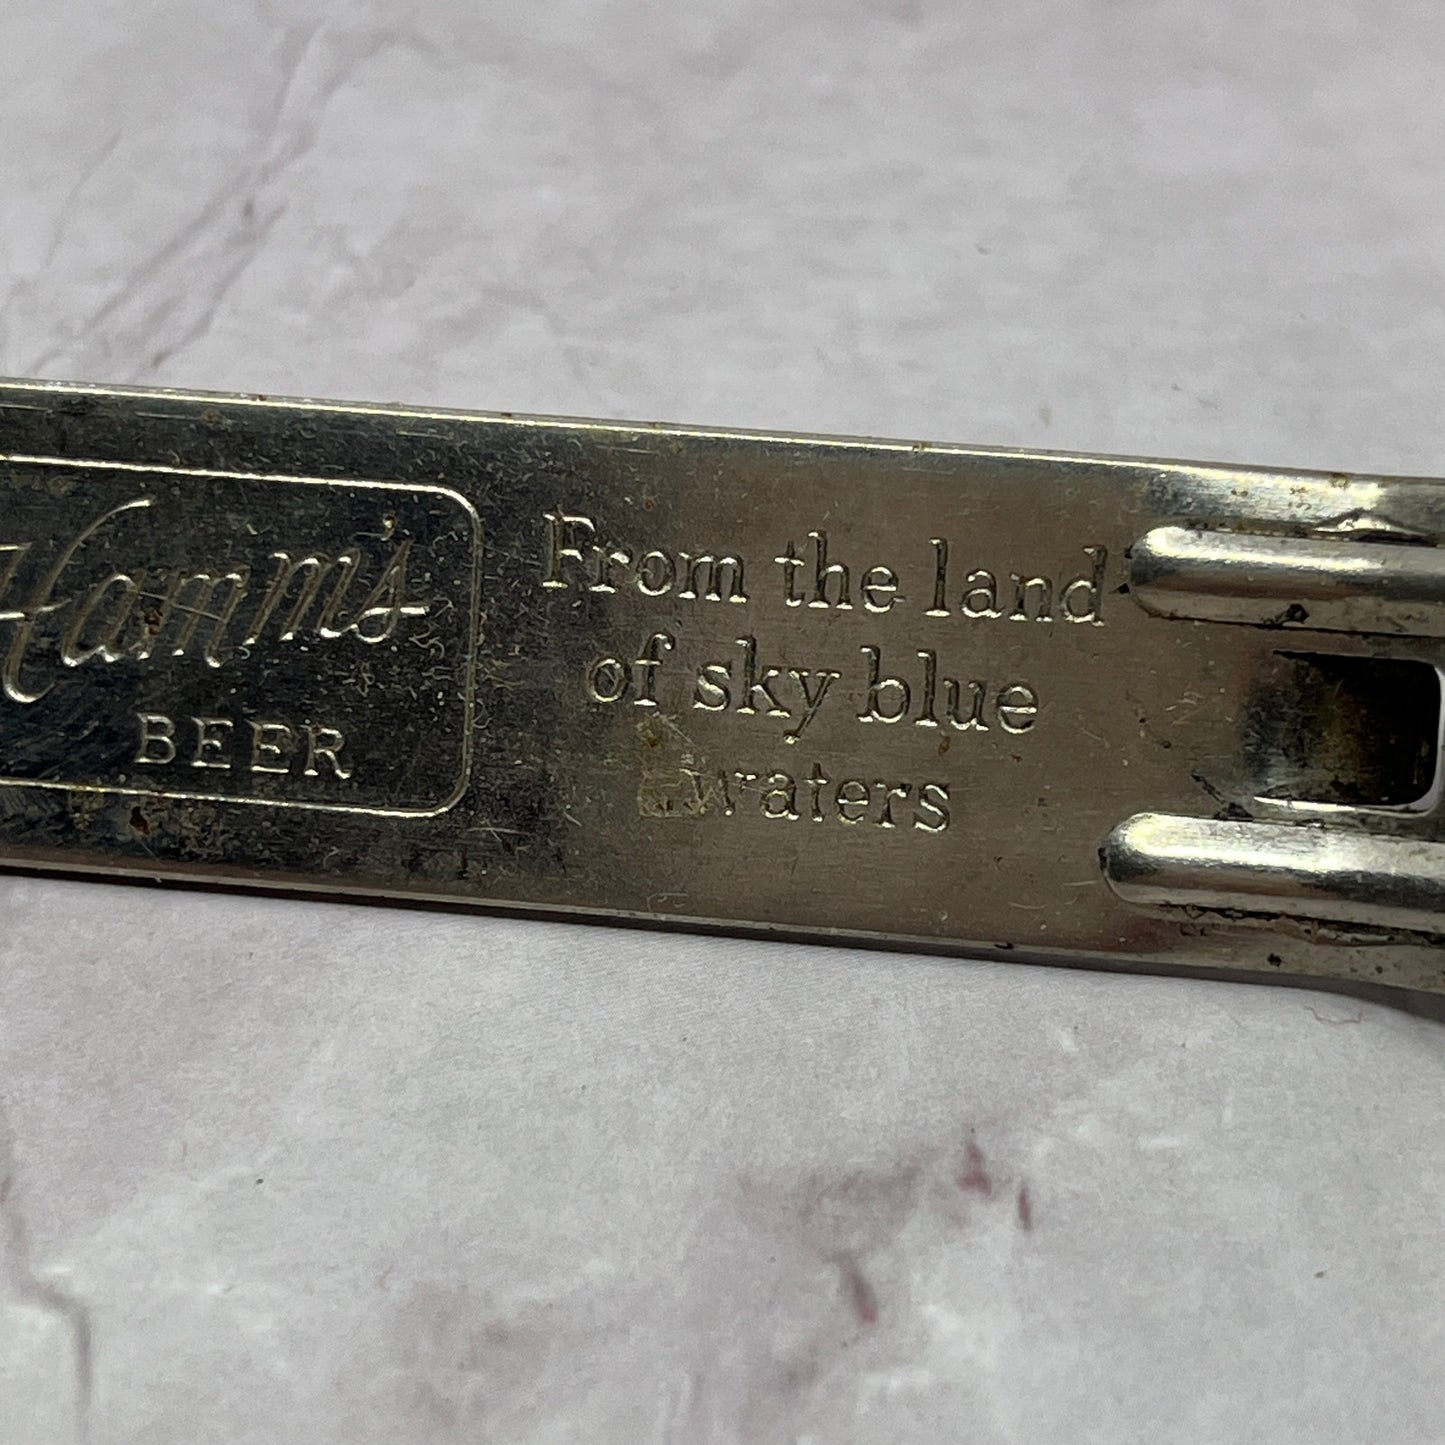 Hamm's
BEER
From the land
of sky blue
waters